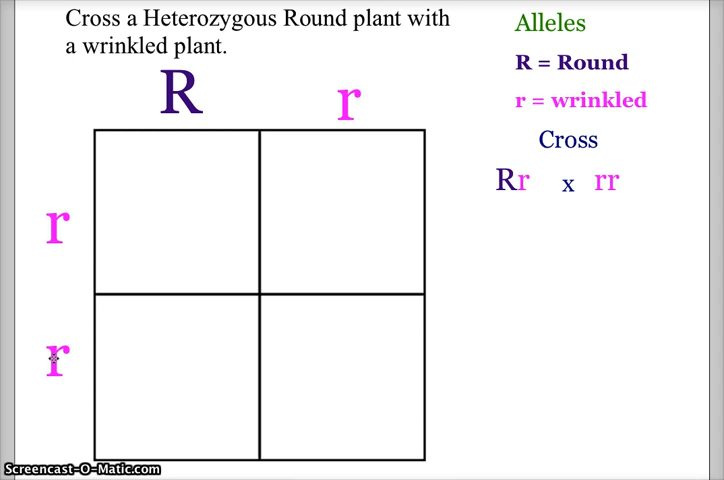 Cross a Heterozygous Round plant with
a wrinkled plant.
Alleles
R = Round
r = wrinkled
Cross
Rr x rr
R r
r
r
Screencast-O-Matic.com